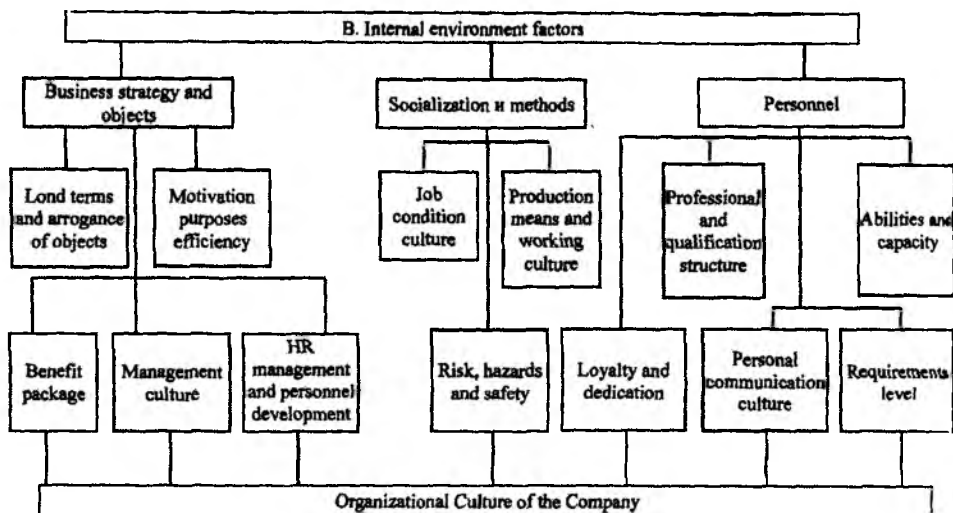 B. Internal environment factors
Business strategy and
objects
Socialization и methods
Personnel
Lond terms
and arrogance
of objects
Motivation
purposes
efficiency
Job
condition
culture
Production
means and
working
culture
Professional
and
qualification
structure
Abilities and
capacity
Benefit
package
Management
culture
HR
management
and personnel
development
Risk, hazards
and safety
Loyalty and
dedication
Personal
communication
culture
Requirements
level
Organizational Culture of the Company